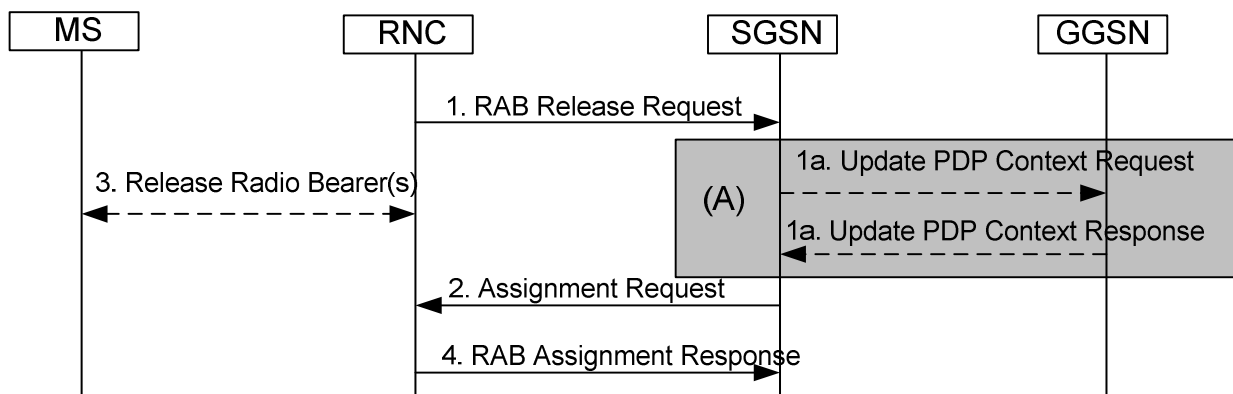 MS
RNC
SGSN
GGSN
1. RAB Release Request
1a. Update PDP Context Request
3. Release Radio Bearer(s)
(A)
1a. Update PDP Context Response
2. Assignment Request
4. RAB Assignment Response